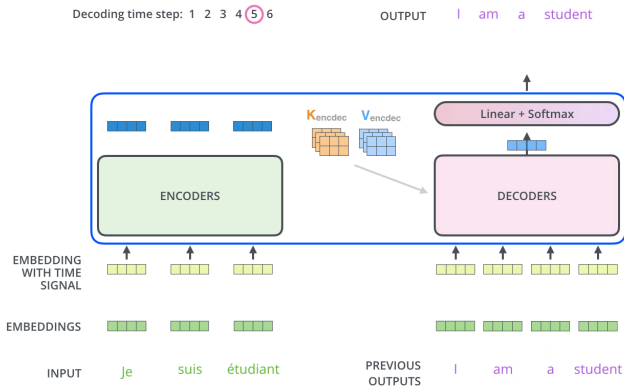 Decoding time step: 1 2 3 4 5 6
OUTPUT I am a student
Kencdec Vencdec
Linear + Softmax
ENCODERS
DECODERS
EMBEDDING
WITH TIME
SIGNAL
EMBEDDINGS
INPUT Je suis étudiant
PREVIOUS
OUTPUTS
I am a student